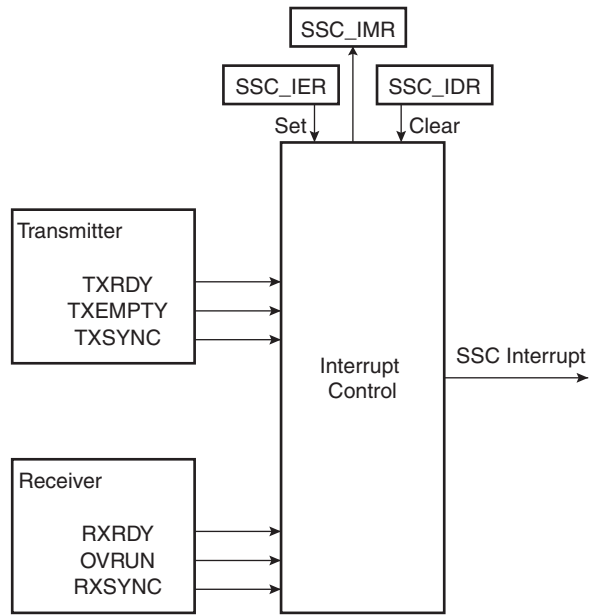 SSC_IMR
SSC_IER
SSC_IDR
Set
Clear
Transmitter
TXRDY
TXEMPTY
TXSYNC
Interrupt
Control
SSC Interrupt
Receiver
RXRDY
OVRUN
RXSYNC